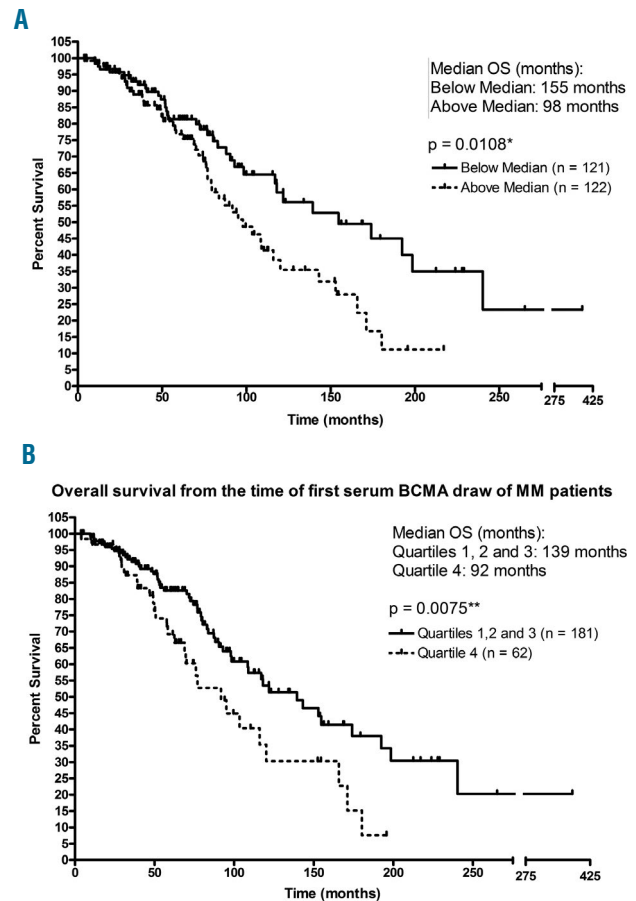 A
105
100
95
90
85
80
75
70
65
60
55
50
45
40
35
30
25
20
15
10
5
0
Percent Survival
Median OS (months):
Below Median: 155 months
Above Median: 98 months
p = 0.0108*
Below Median (n = 121)
Above Median (n = 122)
0 50 100 150 200 250 275 425
Time (months)
B
Overall survival from the time of first serum BCMA draw of MM patients
105
100
95
90
85
80
75
70
65
60
55
50
45
40
35
30
25
20
15
10
5
0
Percent Survival
Median OS (months):
Quartiles 1, 2 and 3: 139 months
Quartile 4: 92 months
p = 0.0075**
Quartiles 1,2 and 3 (n = 181)
Quartile 4 (n = 62)
0 50 100 150 200 250 275 425
Time (months)